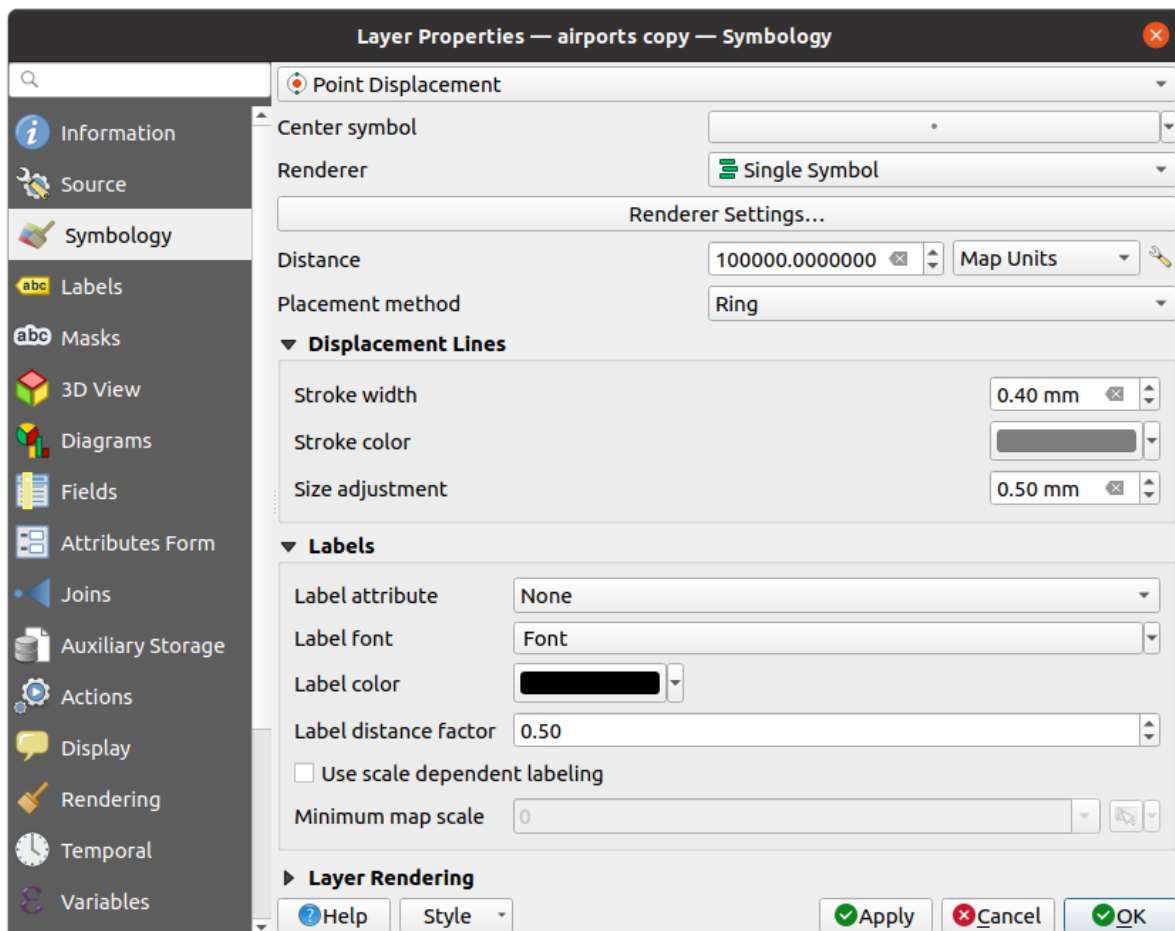 Layer Properties — airports copy — Symbology
Information
Source
Symbology
abc Labels
abc Masks
3D View
Diagrams
Fields
Attributes Form
Joins
Auxiliary Storage
Actions
Display
Rendering
Temporal
Variables
Point Displacement
Center symbol
Renderer Single Symbol
Renderer Settings…
Distance 100000.0000000 Map Units
Placement method Ring
Displacement Lines
Stroke width 0.40 mm
Stroke color
Size adjustment 0.50 mm
Labels
Label attribute None
Label font Font
Label color
Label distance factor 0.50
Use scale dependent labeling
Minimum map scale 0
Layer Rendering
Help Style Apply Cancel OK